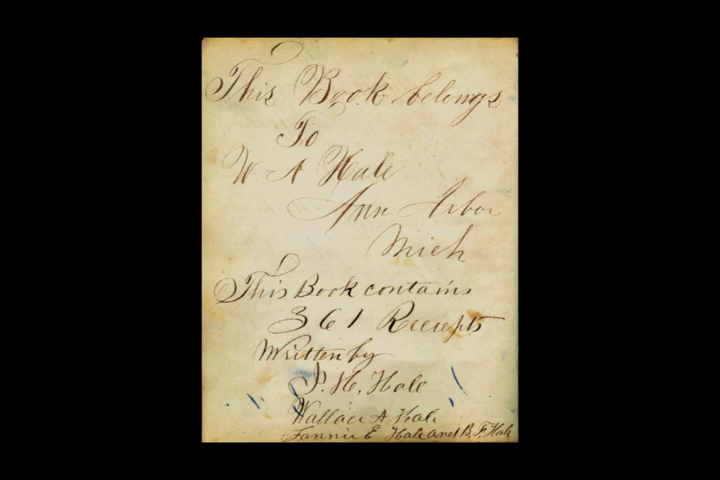 This Book belongs
To
W A Hale
Ann Arbor
Mich
This Book contains
361 Receipts
Written by
J. H. Hale
Wallace A Hale
Fannie E Hale and B. F. Hale